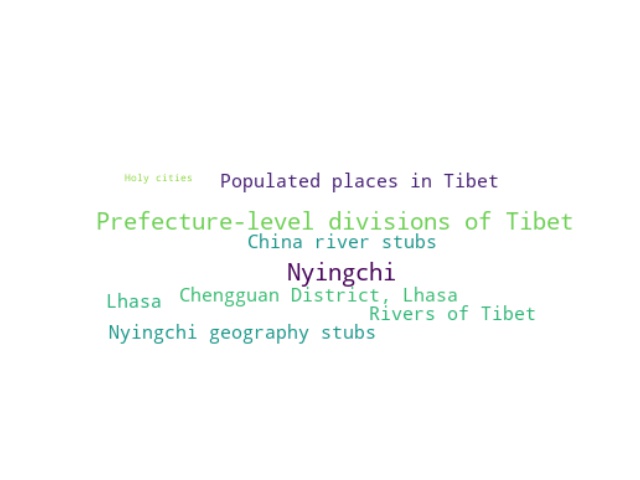 Holy cities
Populated places in Tibet
Prefecture-level divisions of Tibet
China river stubs
Nyingchi
Chengguan District, Lhasa
Lhasa
Rivers of Tibet
Nyingchi geography stubs